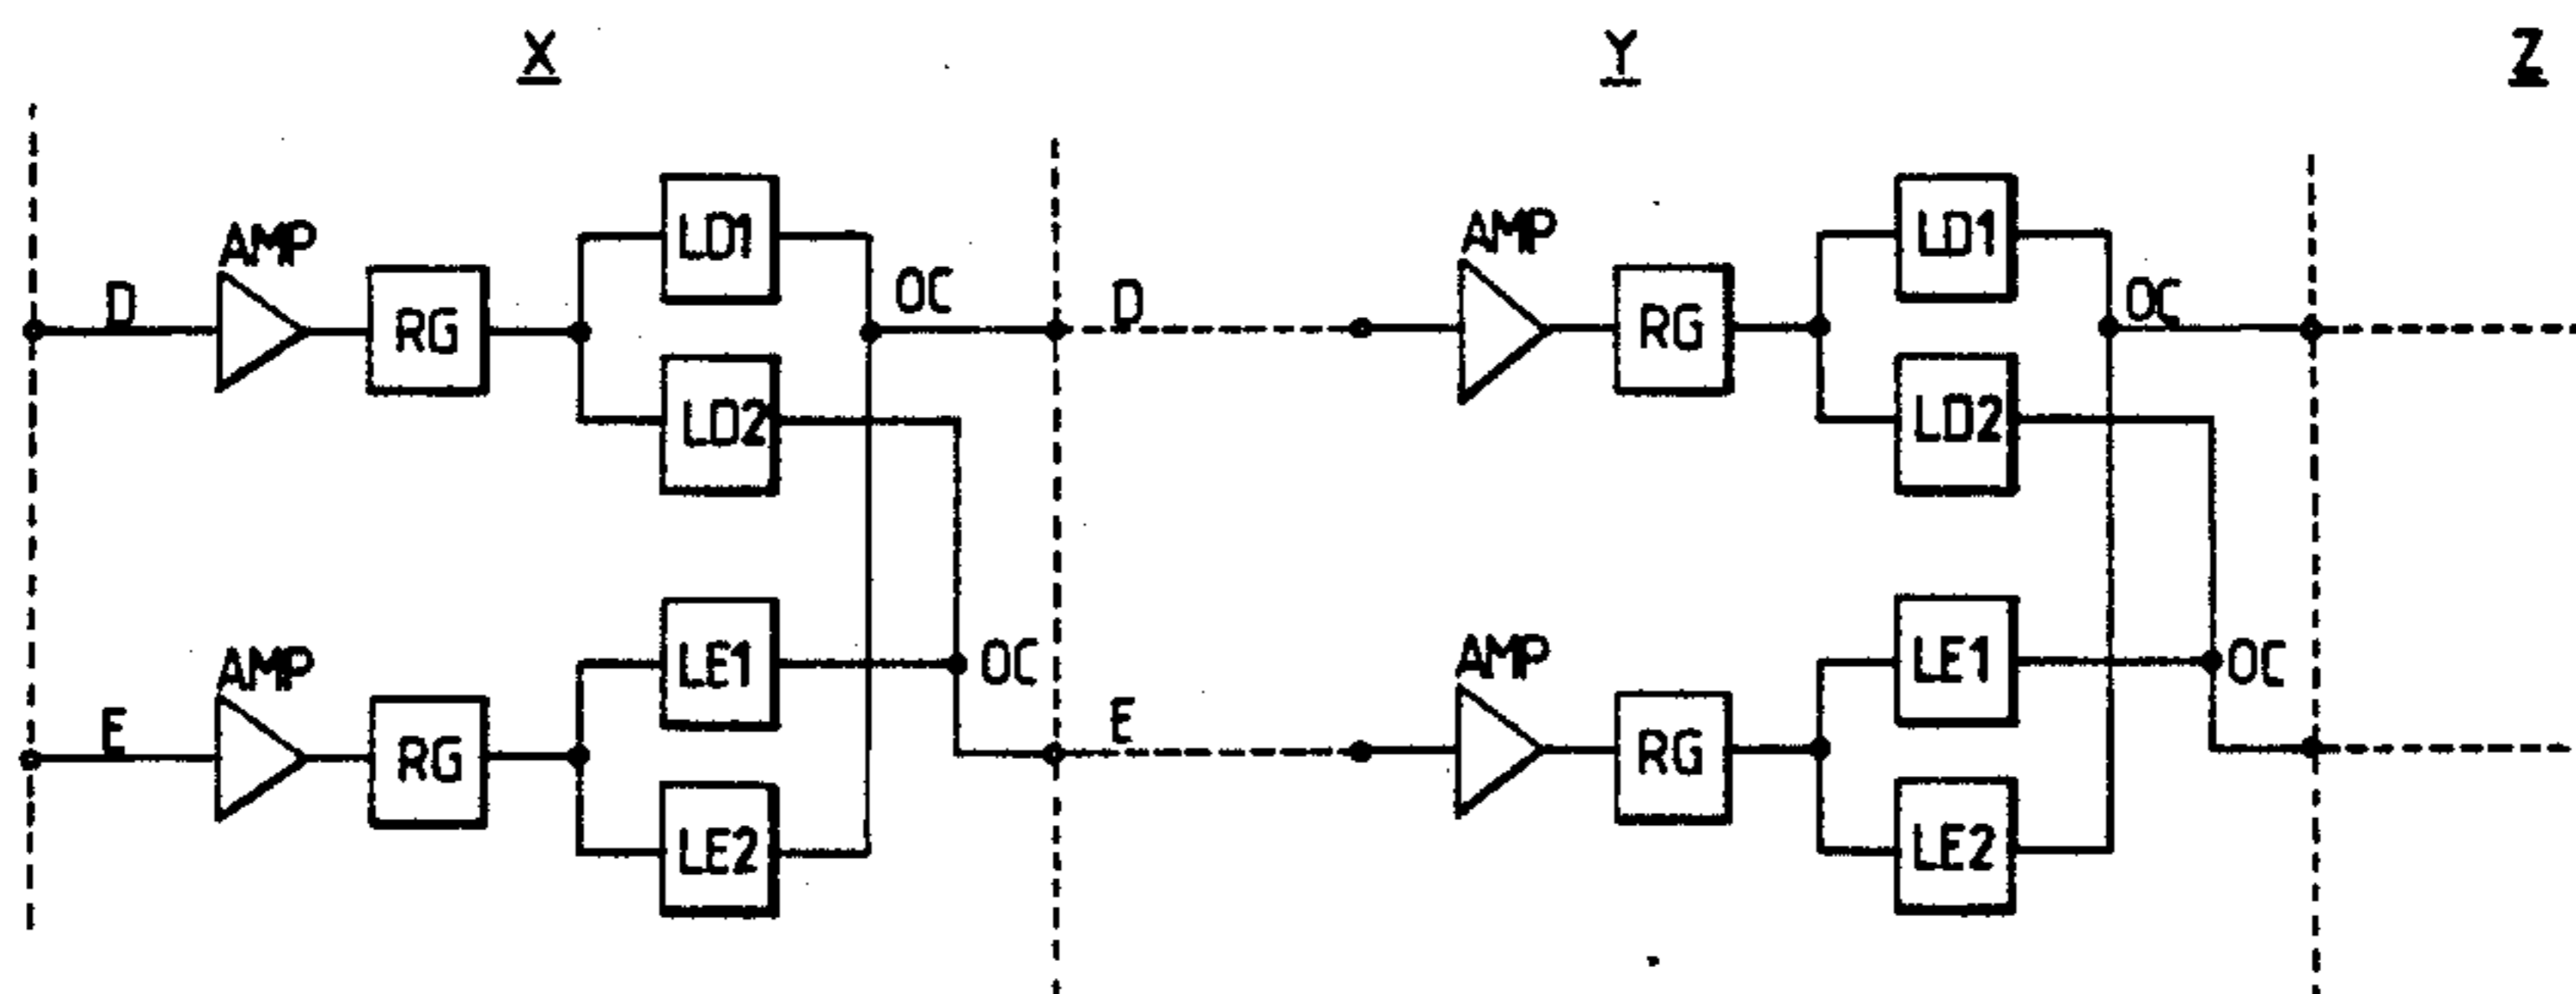 X Y Z
AMP LD1 AMP LD1
D RG OC D RG OC
LD2 LD2
AMP LE1 OC AMP LE1 OC
E RG E RG
LE2 LE2